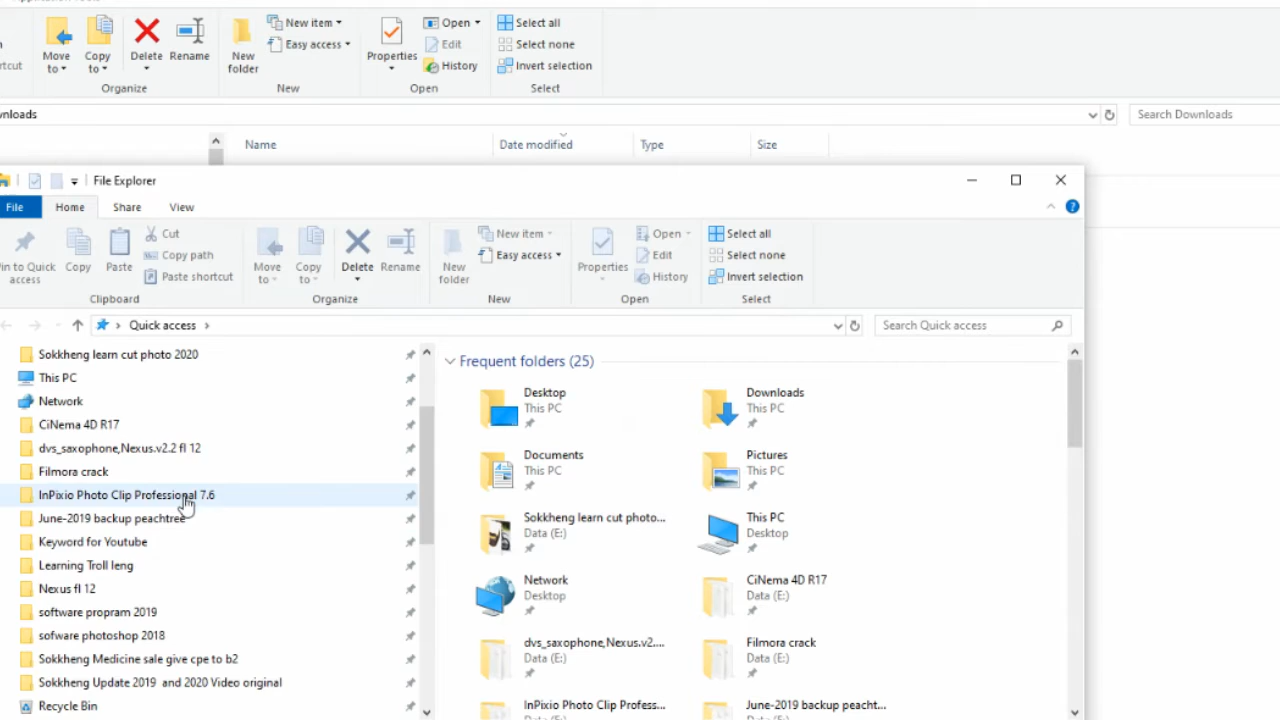 New item
Open
Select all
Edit
Select none
Easy access
Move to
Copy to
Delete
Rename
New folder
Properties
History
Invert selection
Organize
New
Open
Select
Search Downloads
Name
Date modified
Type
Size
File Explorer
File
Home
Share
View
Copy
Paste
Cut
Copy path
Paste shortcut
Move to
Copy to
Delete
Rename
New folder
New item
Easy access
Properties
Open
Edit
History
Select all
Select none
Invert selection
Clipboard
Organize
New
Open
Select
Quick access
Search Quick access
Sokkheng learn cut photo 2020
This PC
Network
CiNema 4D R17
dvs_saxophone,Nexus.v2.2 fl 12
Filmora crack
InPixio Photo Clip Professional 7.6
June-2019 backup peachtree
Keyword for Youtube
Learning Troll leng
Nexus fl 12
software propram 2019
sofware photoshop 2018
Sokkheng Medicine sale give cpe to b2
Sokkheng Update 2019 and 2020 Video original
Recycle Bin
Frequent folders (25)
Desktop
This PC
Downloads
This PC
Documents
This PC
Pictures
This PC
Sokkheng learn cut photo...
Data (E:)
This PC
Desktop
Network
Desktop
CiNema 4D R17
Data (E:)
dvs_saxophone,Nexus.v2....
Data (E:)
Filmora crack
Data (E:)
InPixio Photo Clip Profess...
June-2019 backup peacht...